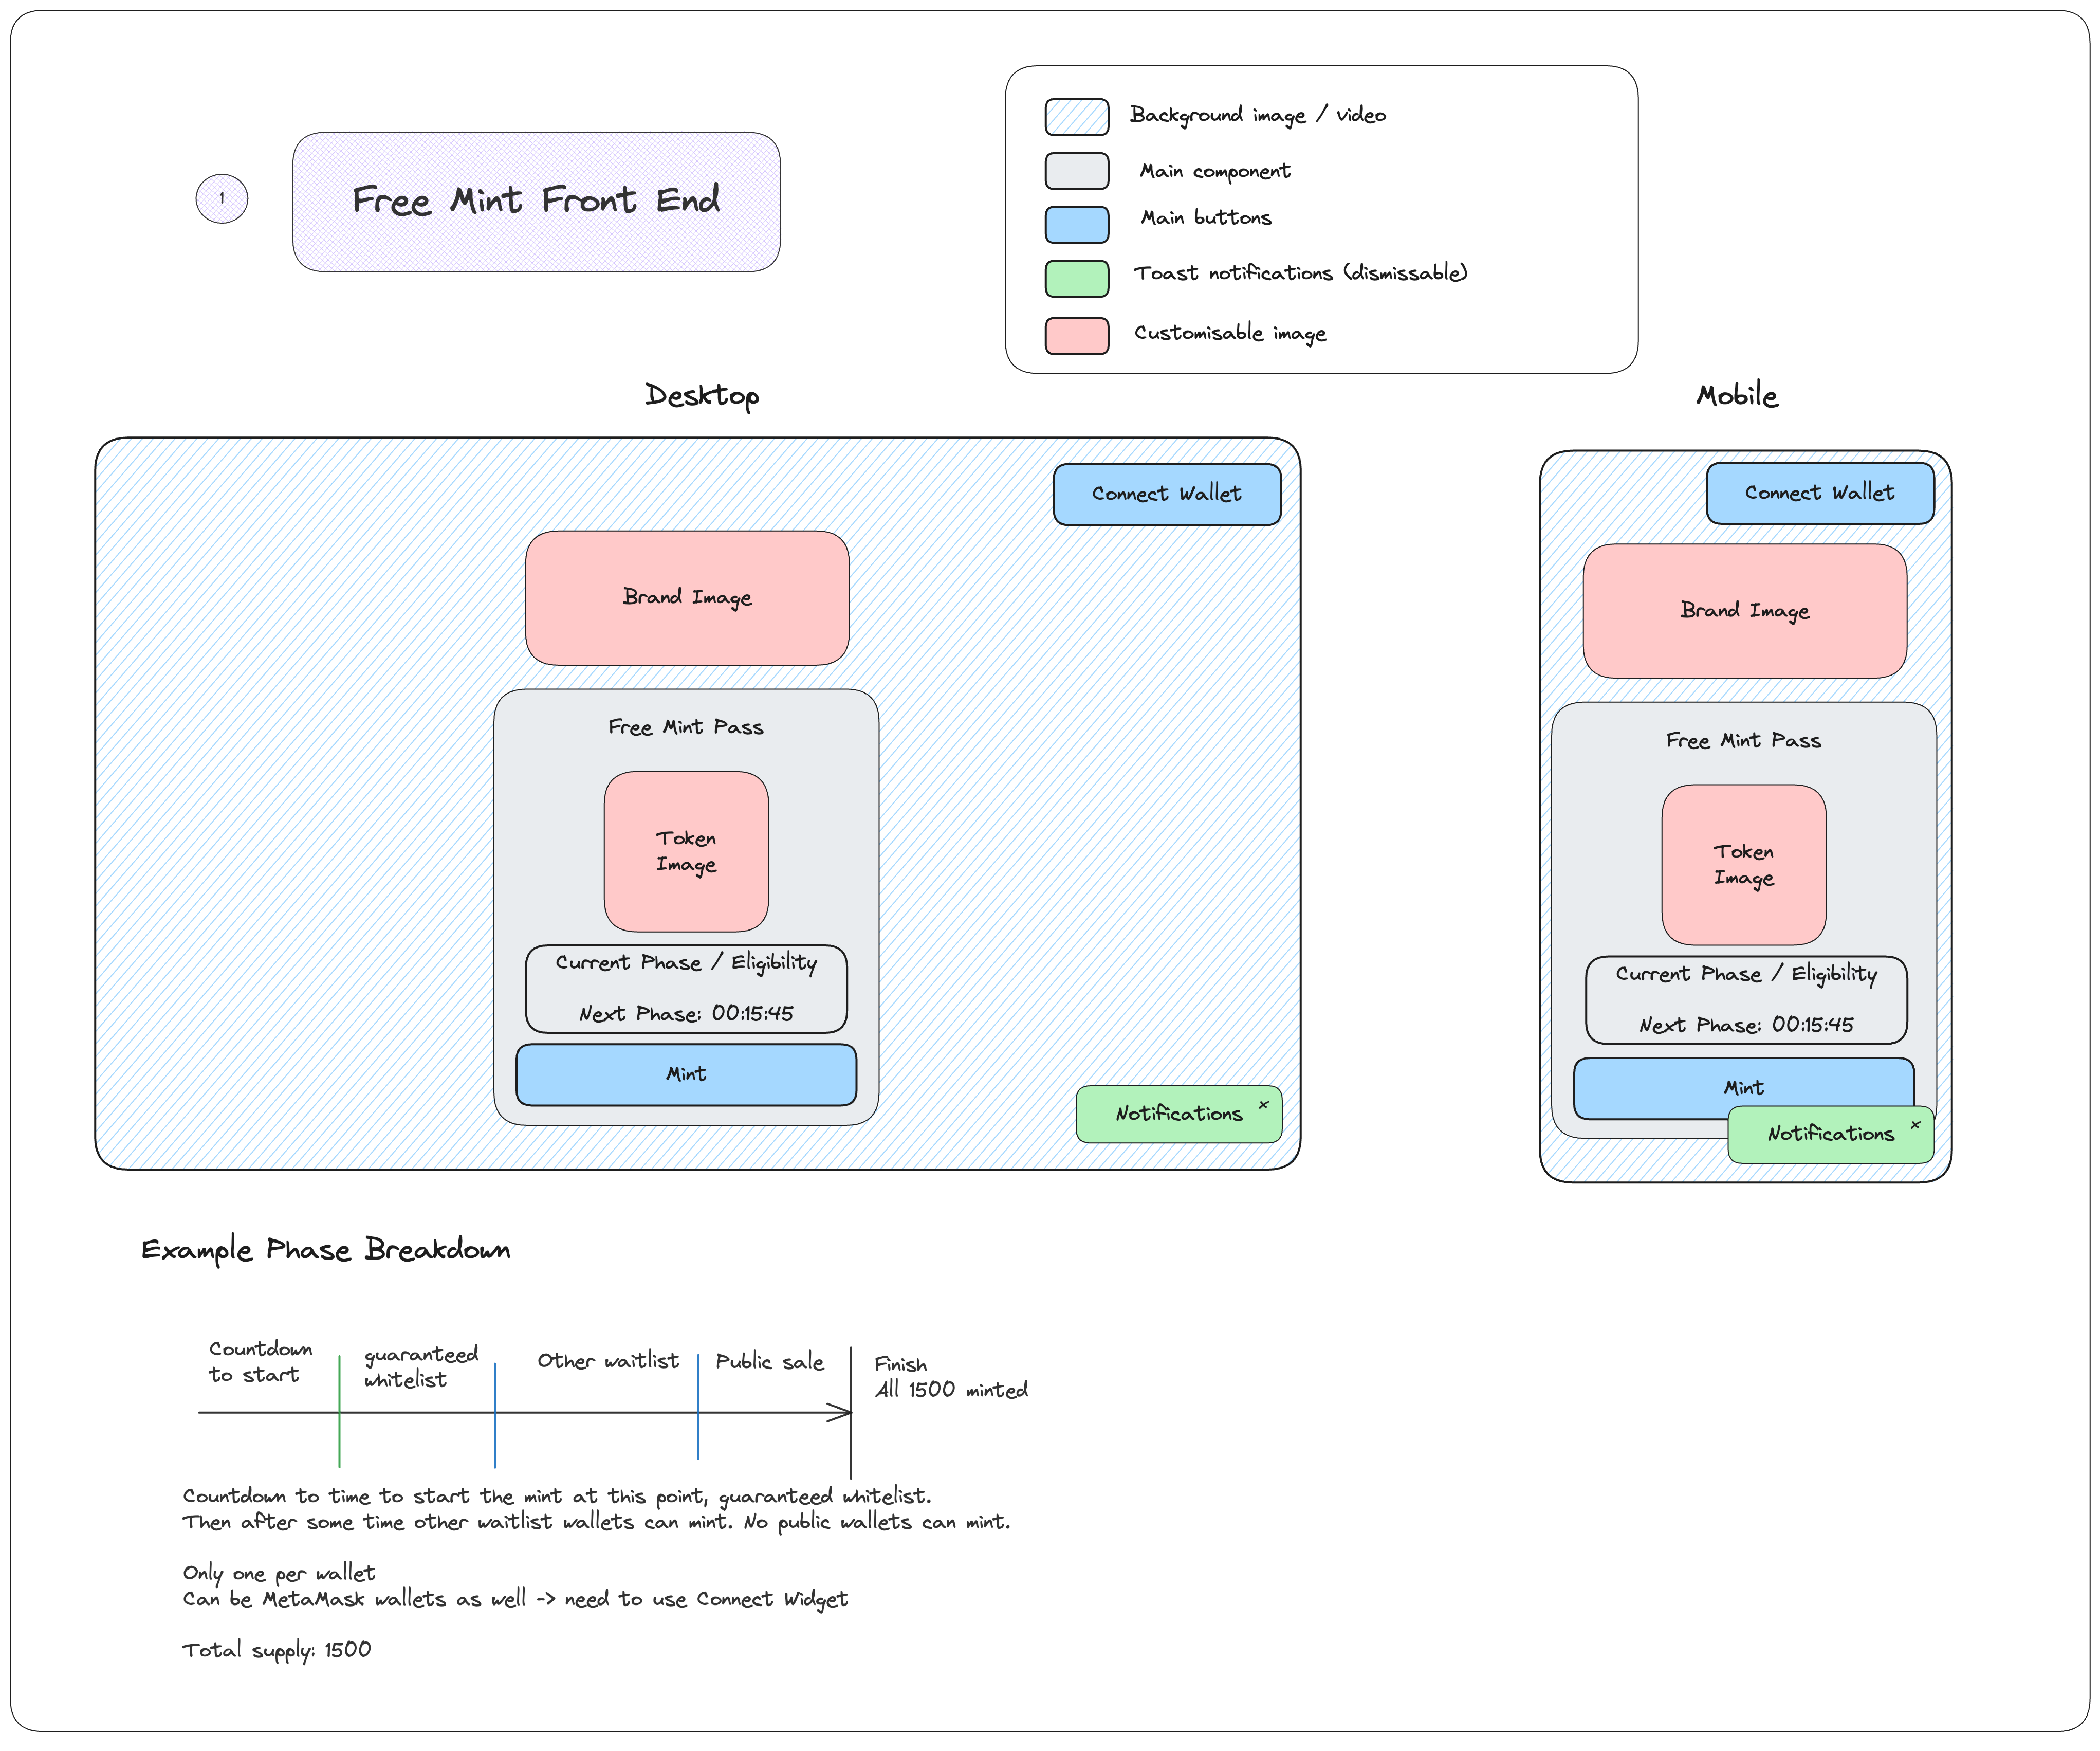 1
Free Mint Front End
Background image / video
Main component
Main buttons
Toast notifications (dismissable)
Customisable image
Desktop
Connect Wallet
Brand Image
Free Mint Pass
Token
Image
Current Phase / Eligibility
Next Phase: 00:15:45
Mint
Notifications x
Mobile
Connect Wallet
Brand Image
Free Mint Pass
Token
Image
Current Phase / Eligibility
Next Phase: 00:15:45
Mint
Notifications x
Example Phase Breakdown
Countdown
to start
guaranteed
whitelist
Other waitlist
Public sale
Finish
All 1500 minted
Countdown to time to start the mint at this point, guaranteed whitelist.
Then after some time other waitlist wallets can mint. No public wallets can mint.
Only one per wallet
Can be MetaMask wallets as well -> need to use Connect Widget
Total supply: 1500